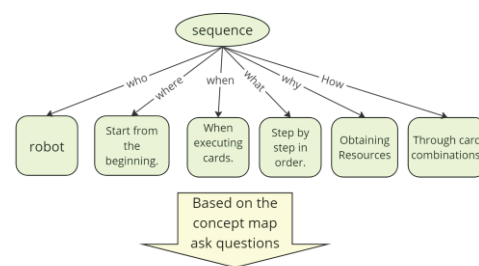 sequence
who
where
when
what
why
How
robot
Start from
the
beginning.
When
executing
cards.
Step by
step in
order.
Obtaining
Resources
Through card
combinations
Based on the
concept map
ask questions